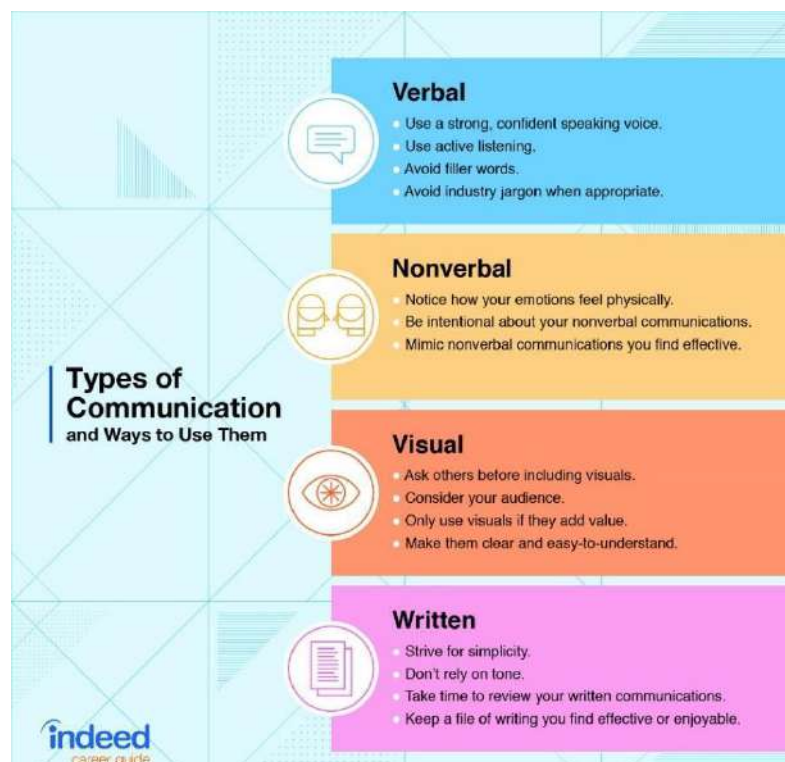 Types of
Communication
and Ways to Use Them
Verbal
Use a strong, confident speaking voice.
Use active listening.
Avoid filler words.
Avoid industry jargon when appropriate.
Nonverbal
Notice how your emotions feel physically.
Be intentional about your nonverbal communications.
Mimic nonverbal communications you find effective.
Visual
Ask others before including visuals.
Consider your audience.
Only use visuals if they add value.
Make them clear and easy-to-understand.
Written
Strive for simplicity.
Don't rely on tone.
Take time to review your written communications.
Keep a file of writing you find effective or enjoyable.
indeed
career guide